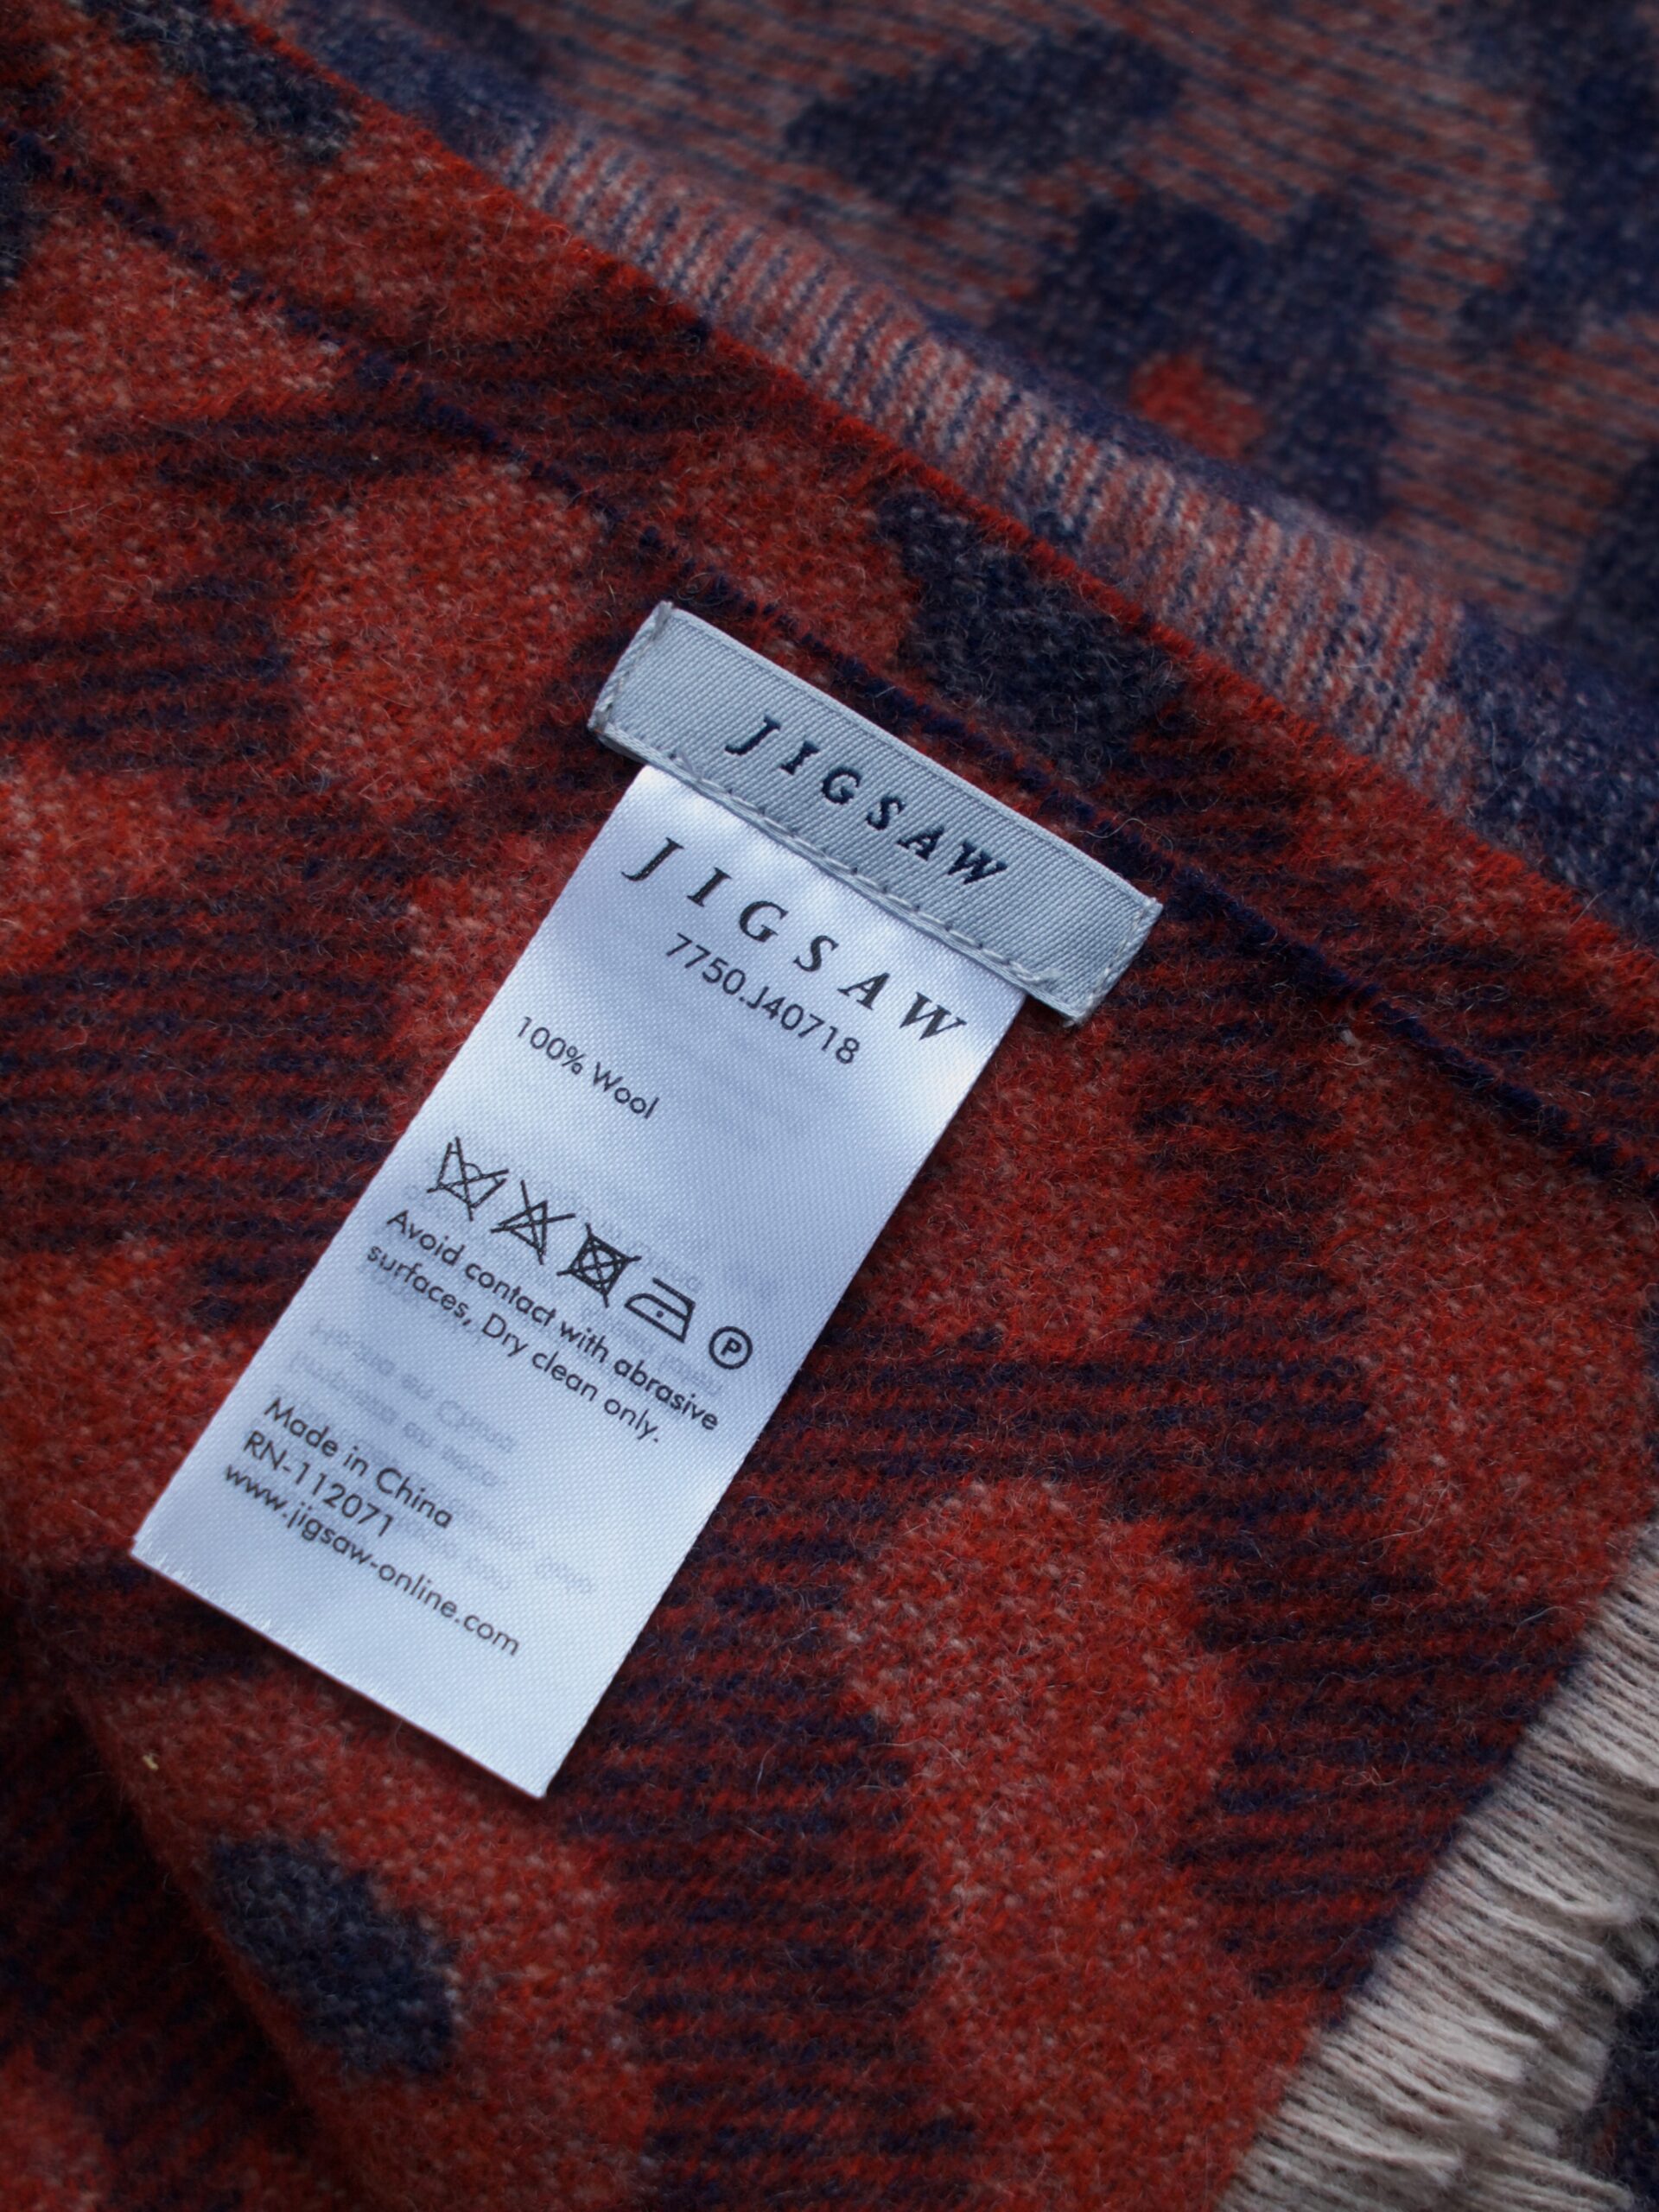 JIGSAW
JIGSAW
7750.J40718
100% Wool
P
Avoid contact with abrasive
surfaces, Dry clean only.
Made in China
RN-112071
www.jigsaw-online.com